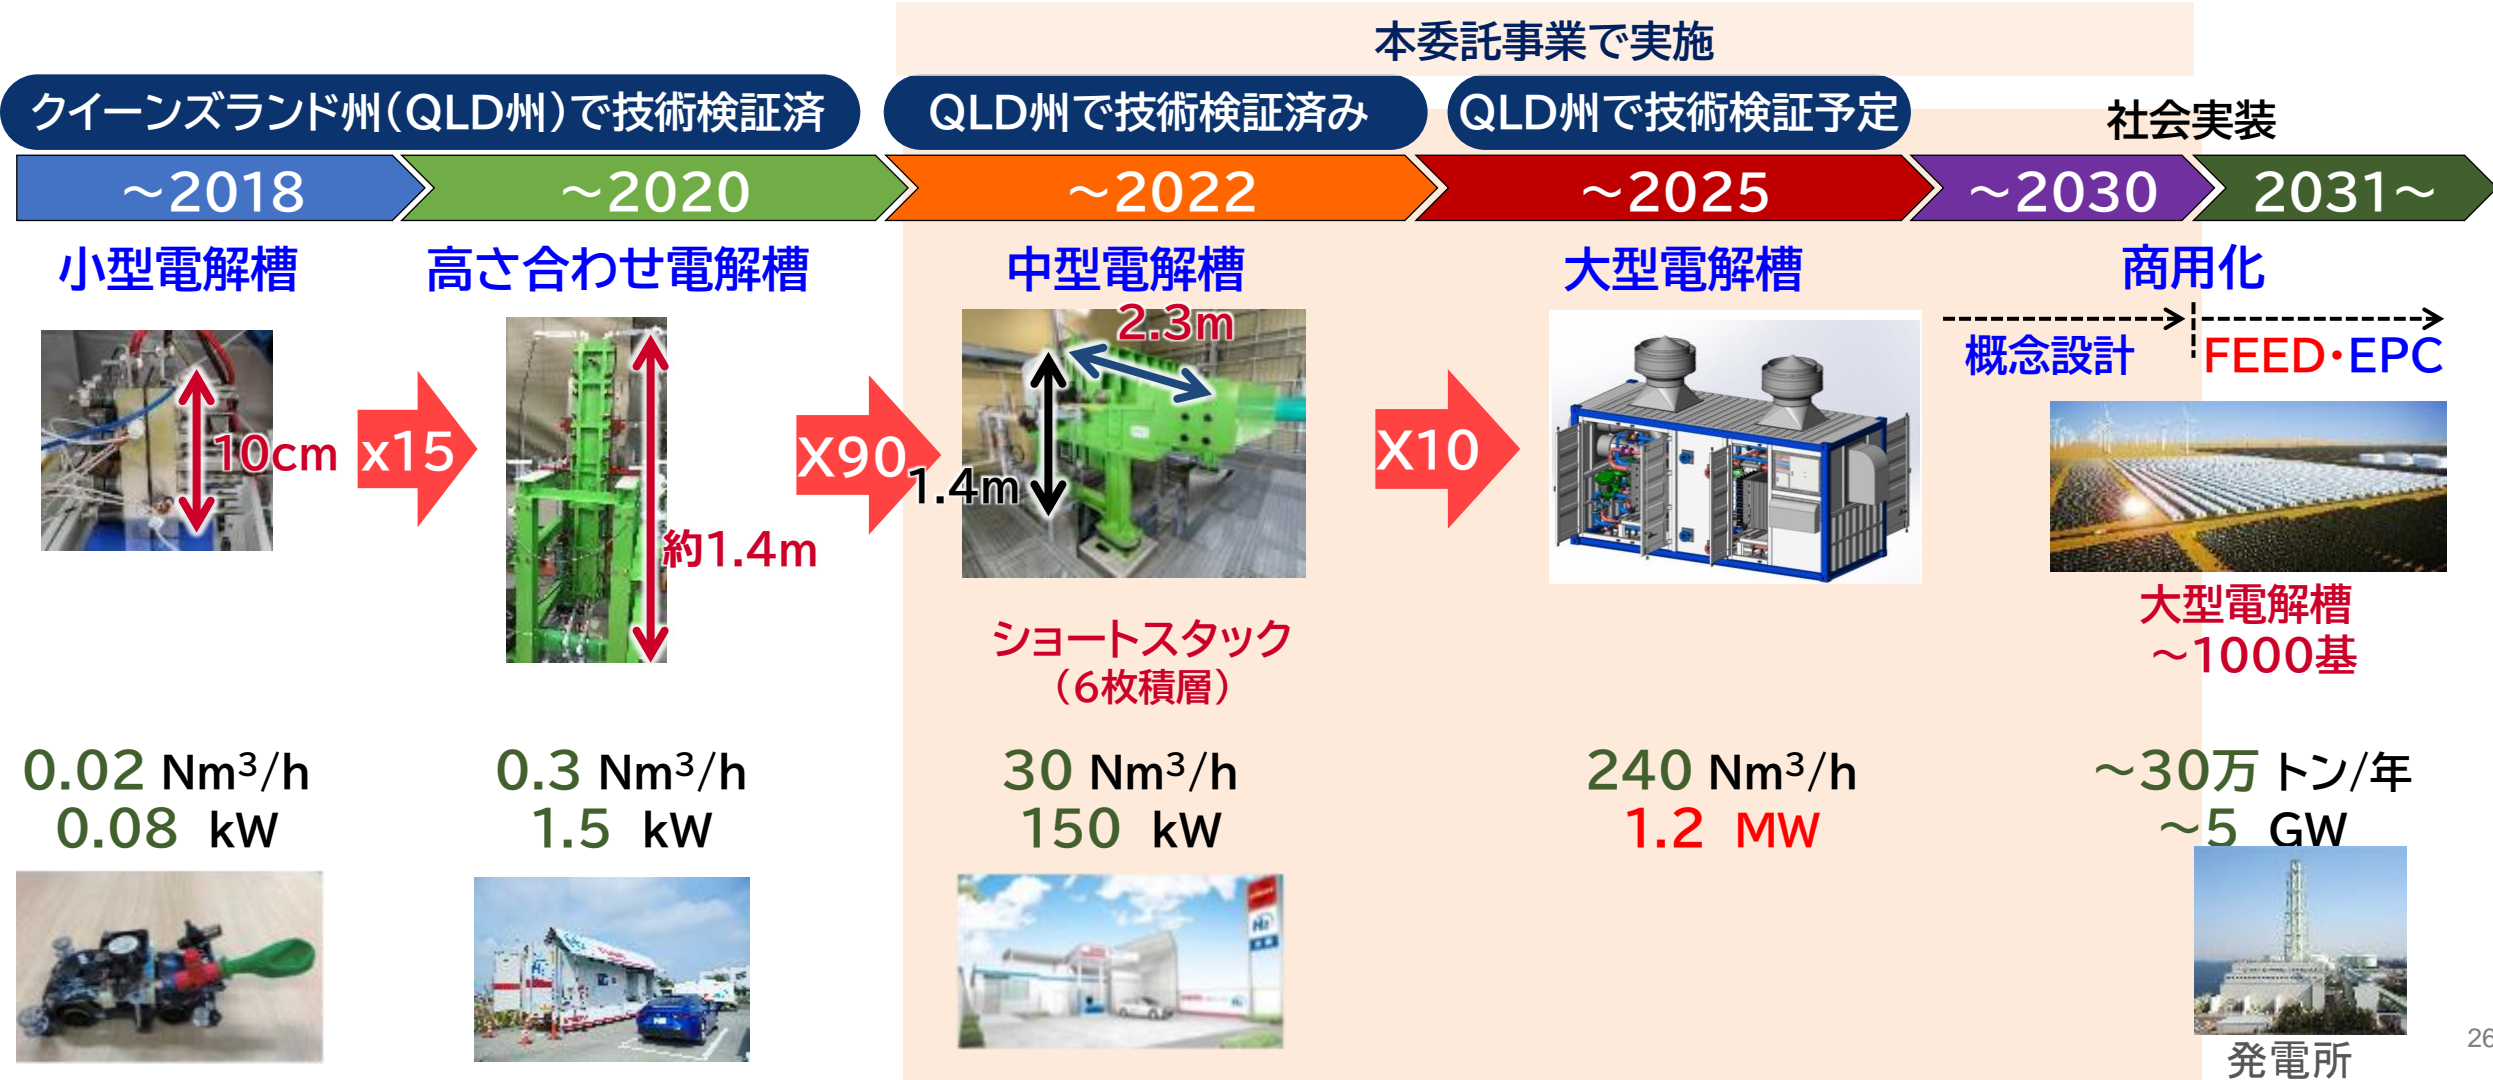 本委託事業で実施
クイーンズランド州(QLD州)で技術検証済
QLD州で技術検証済み
QLD州で技術検証予定
社会実装
～2018
～2020
～2022
～2025
～2030
2031～
小型電解槽
高さ合わせ電解槽
中型電解槽
大型電解槽
商用化
概念設計
FEED・EPC
10cm
x15
約1.4m
X90
2.3m
1.4m
X10
ショートスタック
(6枚積層)
大型電解槽
～1000基
0.02 Nm³/h
0.08 kW
0.3 Nm³/h
1.5 kW
30 Nm³/h
150 kW
240 Nm³/h
1.2 MW
～30万 トン/年
～5 GW
H2
発電所
26